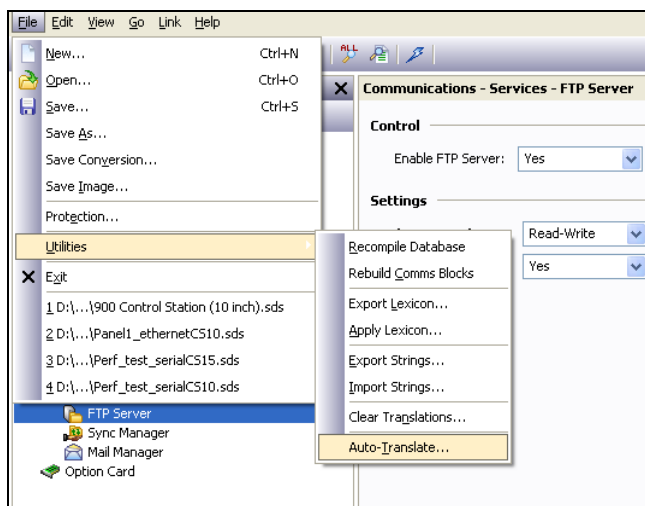 File Edit View Go Link Help
New... Ctrl+N
Open... Ctrl+O
Save... Ctrl+S
Save As...
Save Conversion...
Save Image...
Protection...
Utilities
Exit
1 D:\...\900 Control Station (10 inch).sds
2 D:\...\Panel1_ethernetCS10.sds
3 D:\...\Perf_test_serialCS15.sds
4 D:\...\Perf_test_serialCS10.sds
FTP Server
Sync Manager
Mail Manager
Option Card
Recompile Database
Rebuild Comms Blocks
Export Lexicon...
Apply Lexicon...
Export Strings...
Import Strings...
Clear Translations...
Auto-Translate...
ALL
Communications - Services - FTP Server
Control
Enable FTP Server: Yes
Settings
Read-Write
Yes